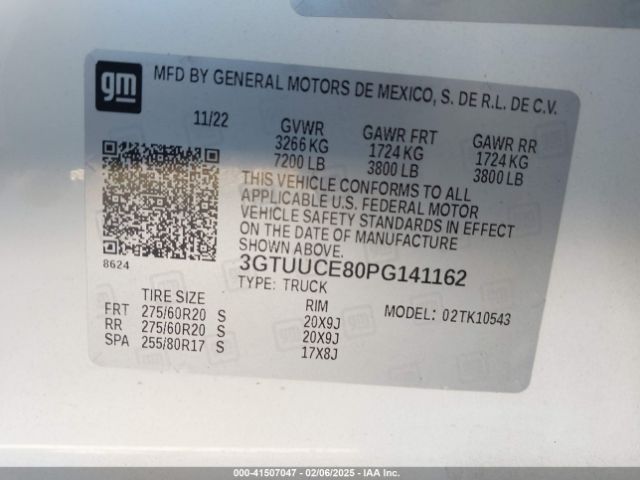 gm
MFD BY GENERAL MOTORS DE MEXICO, S. DE R.L. DE C.V.
11/22 GVWR GAWR FRT GAWR RR
3266 KG 1724 KG 1724 KG
7200 LB 3800 LB 3800 LB
THIS VEHICLE CONFORMS TO ALL
APPLICABLE U.S. FEDERAL MOTOR
VEHICLE SAFETY STANDARDS IN EFFECT
ON THE DATE OF MANUFACTURE
SHOWN ABOVE.
8624
3GTUUCE80PG141162
TYPE: TRUCK
TIRE SIZE RIM MODEL: 02TK10543
FRT 275/60R20 S 20X9J
RR 275/60R20 S 20X9J
SPA 255/80R17 S 17X8J
000-41507047 - 02/06/2025 - IAA Inc.